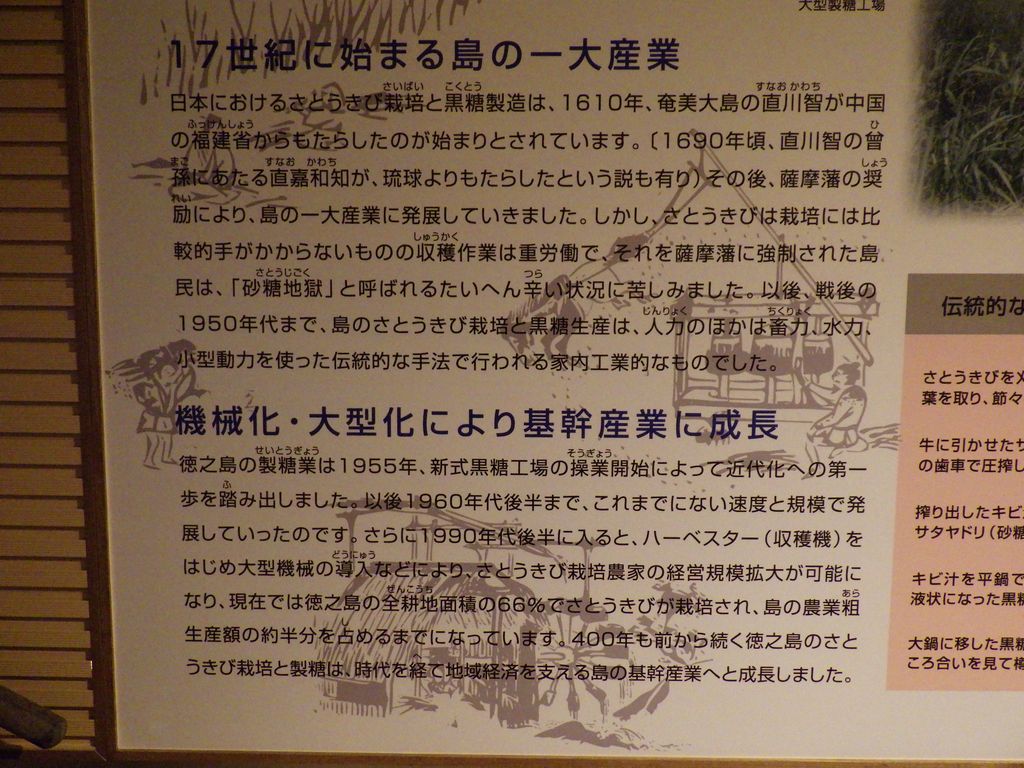 大型製糖工場
17世紀に始まる島の一大産業
日本におけるさとうきび栽培と黒糖製造は、1610年、奄美大島の直川智が中国
の福建省からもたらしたのが始まりとされています。〔1690年頃、直川智の曾
孫にあたる直嘉和知が、琉球よりもたらしたという説も有り〕その後、薩摩藩の奨
励により、島の一大産業に発展していきました。しかし、さとうきびは栽培には比
較的手がかからないものの収穫作業は重労働で、それを薩摩藩に強制された島
民は、「砂糖地獄」と呼ばれるたいへん辛い状況に苦しみました。以後、戦後の
1950年代まで、島のさとうきび栽培と黒糖生産は、人力のほかは畜力、水力、
小型動力を使った伝統的な手法で行われる家内工業的なものでした。
機械化・大型化により基幹産業に成長
徳之島の製糖業は1955年、新式黒糖工場の操業開始によって近代化への第一
歩を踏み出しました。以後1960年代後半まで、これまでにない速度と規模で発
展していったのです。さらに1990年代後半に入ると、ハーベスター(収穫機)を
はじめ大型機械の導入などにより、さとうきび栽培農家の経営規模拡大が可能に
なり、現在では徳之島の全耕地面積の66%でさとうきびが栽培され、島の農業粗
生産額の約半分を占めるまでになっています。400年も前から続く徳之島のさと
うきび栽培と製糖は、時代を経て地域経済を支える島の基幹産業へと成長しました。
伝統的な
さとうきびを
葉を取り、節々
牛に引かせたサ
の歯車で圧搾し
搾り出したキビ
サタヤドリ(砂糖
キビ汁を平鍋で
液状になった黒
大鍋に移した黒糖
ころ合いを見て